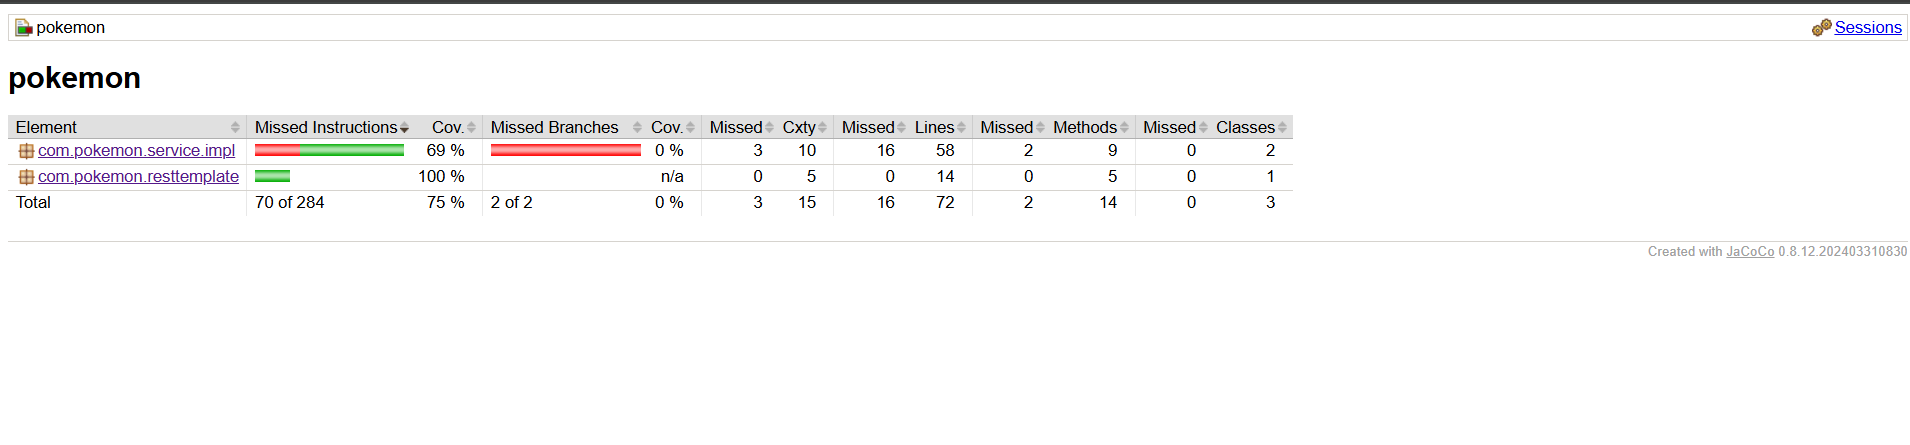 pokemon Sessions
pokemon
Element Missed Instructions Cov. Missed Branches Cov. Missed Cxty Missed Lines Missed Methods Missed Classes
com.pokemon.service.impl 69 % 0 % 3 10 16 58 2 9 0 2
com.pokemon.resttemplate 100 % n/a 0 5 0 14 0 5 0 1
Total 70 of 284 75 % 2 of 2 0 % 3 15 16 72 2 14 0 3
Created with JaCoCo 0.8.12.202403310830